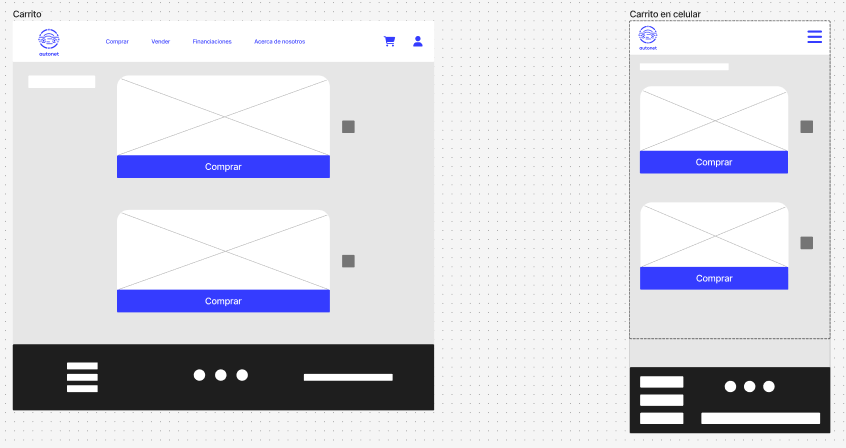 Carrito
autonet
Comprar
Vender
Financiaciones
Acerca de nosotros
Comprar
Comprar
Carrito en celular
autonet
Comprar
Comprar